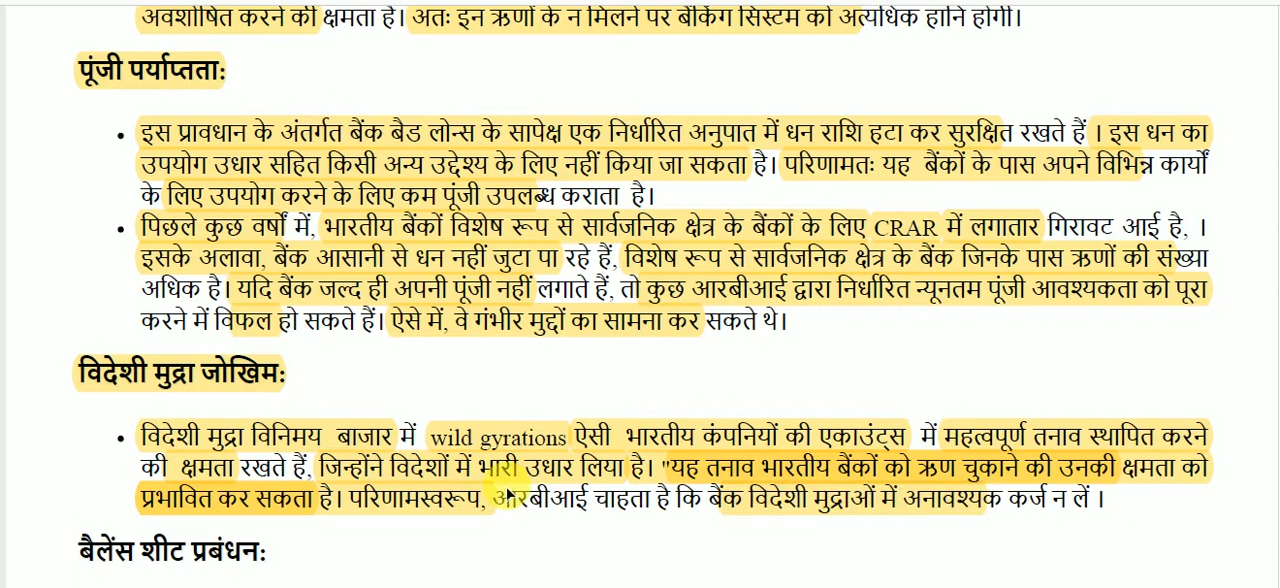 अवशोषित करने की क्षमता है। अतः इन ऋणों के न मिलने पर बैंकिंग सिस्टम को अत्यधिक हानि होगी।
पूंजी पर्याप्तता:
• इस प्रावधान के अंतर्गत बैंक बैड लोन्स के सापेक्ष एक निर्धारित अनुपात में धन राशि हटा कर सुरक्षित रखते हैं । इस धन का
उपयोग उधार सहित किसी अन्य उद्देश्य के लिए नहीं किया जा सकता है। परिणामतः यह बैंकों के पास अपने विभिन्न कार्यों
के लिए उपयोग करने के लिए कम पूंजी उपलब्ध कराता है।
• पिछले कुछ वर्षों में, भारतीय बैंकों विशेष रूप से सार्वजनिक क्षेत्र के बैंकों के लिए CRAR में लगातार गिरावट आई है, ।
इसके अलावा, बैंक आसानी से धन नहीं जुटा पा रहे हैं, विशेष रूप से सार्वजनिक क्षेत्र के बैंक जिनके पास ऋणों की संख्या
अधिक है। यदि बैंक जल्द ही अपनी पूंजी नहीं लगाते हैं, तो कुछ आरबीआई द्वारा निर्धारित न्यूनतम पूंजी आवश्यकता को पूरा
करने में विफल हो सकते हैं। ऐसे में, वे गंभीर मुद्दों का सामना कर सकते थे।
विदेशी मुद्रा जोखिम:
• विदेशी मुद्रा विनिमय बाजार में wild gyrations ऐसी भारतीय कंपनियों की एकाउंट्स में महत्वपूर्ण तनाव स्थापित करने
की क्षमता रखते हैं, जिन्होंने विदेशों में भारी उधार लिया है। "यह तनाव भारतीय बैंकों को ऋण चुकाने की उनकी क्षमता को
प्रभावित कर सकता है। परिणामस्वरूप, आरबीआई चाहता है कि बैंक विदेशी मुद्राओं में अनावश्यक कर्ज न लें ।
बैलेंस शीट प्रबंधन: